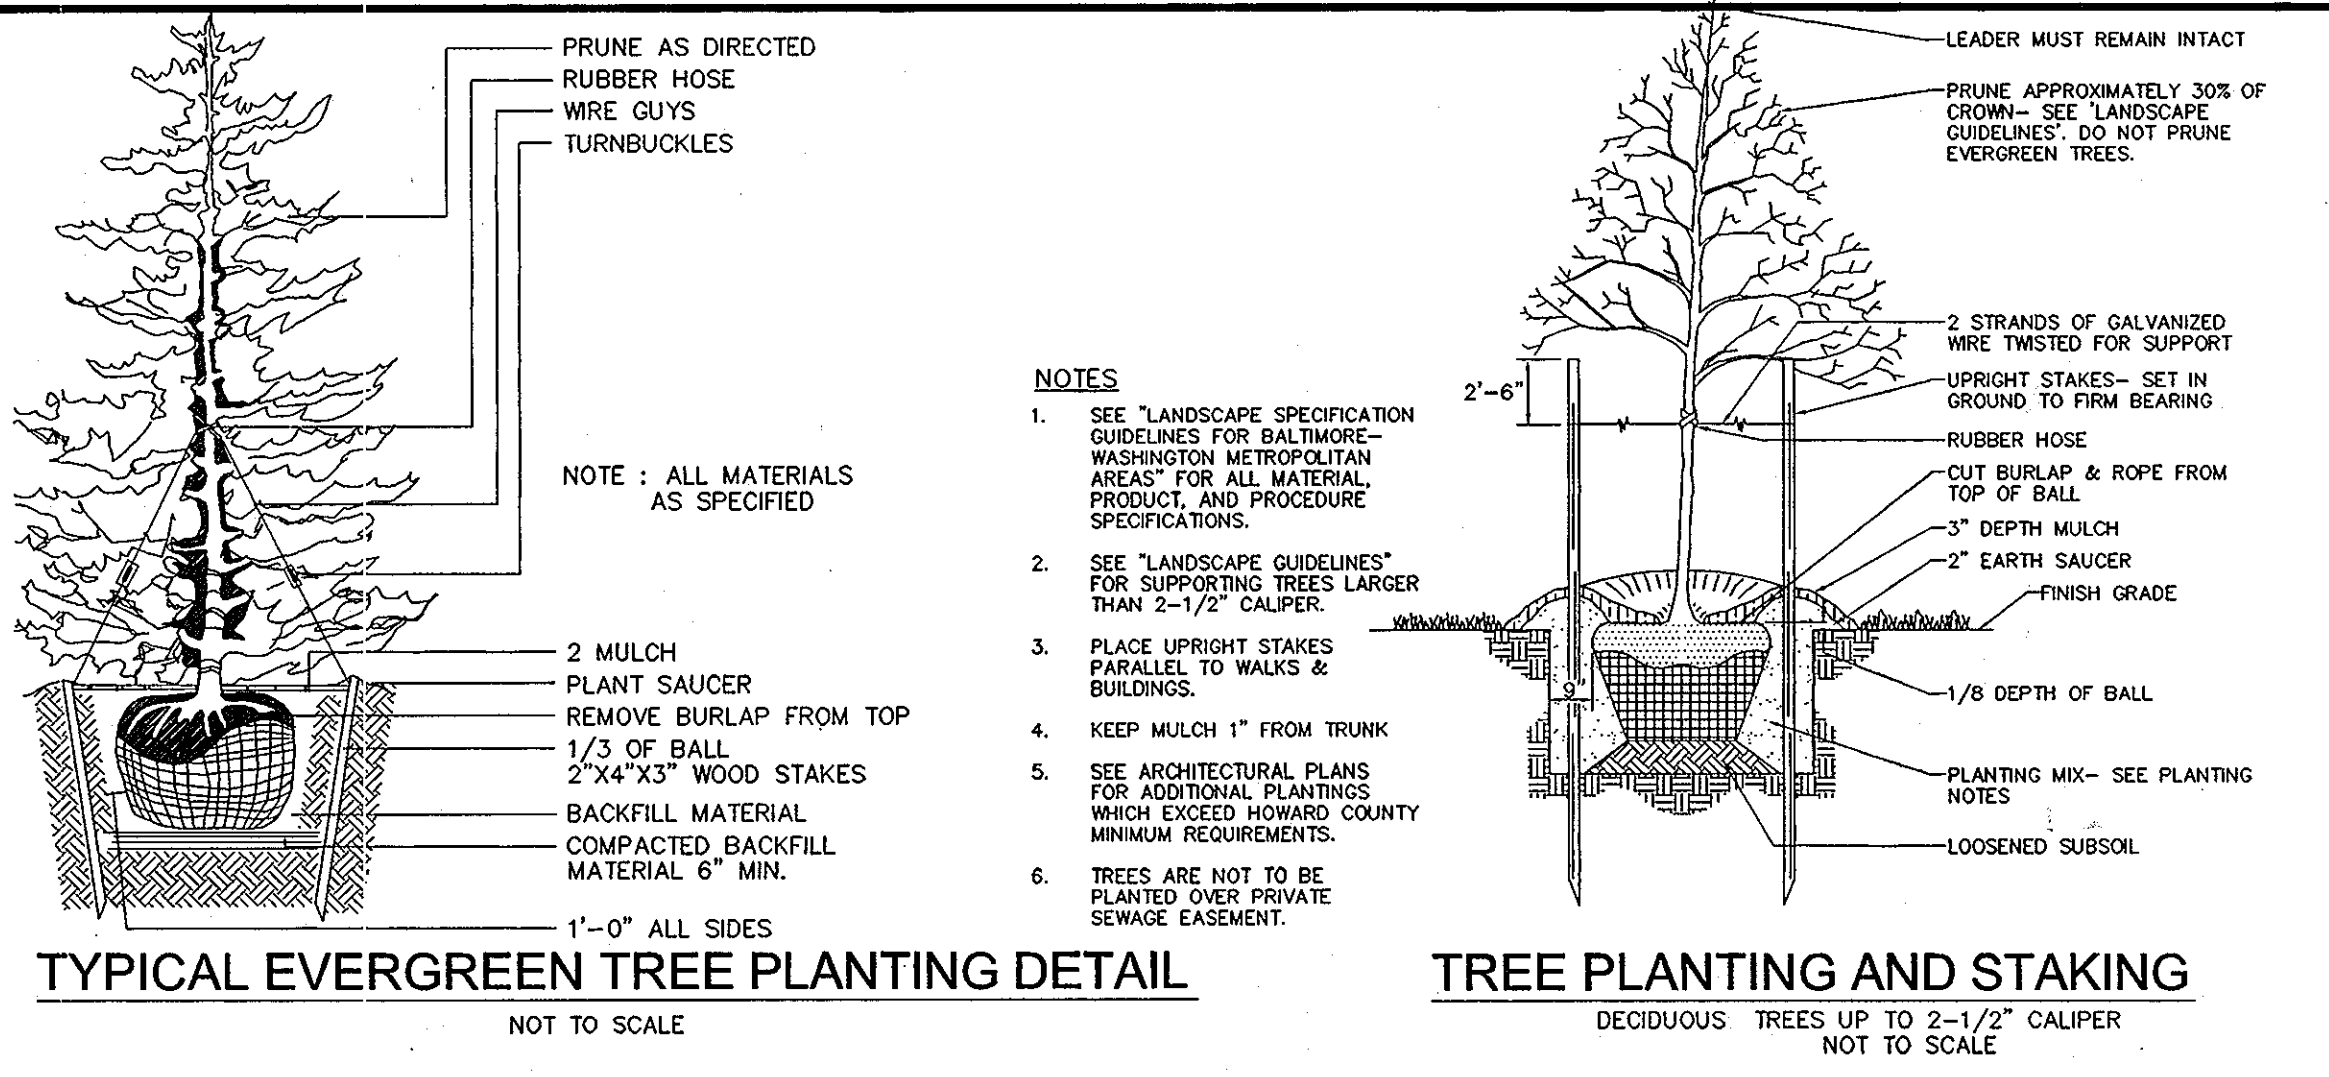 PRUNE AS DIRECTED
RUBBER HOSE
WIRE GUYS
TURNBUCKLES
NOTE : ALL MATERIALS
AS SPECIFIED
2 MULCH
PLANT SAUCER
REMOVE BURLAP FROM TOP
1/3 OF BALL
2"X4"X3" WOOD STAKES
BACKFILL MATERIAL
COMPACTED BACKFILL
MATERIAL 6" MIN.
1'-0" ALL SIDES
TYPICAL EVERGREEN TREE PLANTING DETAIL
NOT TO SCALE
NOTES
1. SEE "LANDSCAPE SPECIFICATION
GUIDELINES FOR BALTIMORE-
WASHINGTON METROPOLITAN
AREAS" FOR ALL MATERIAL,
PRODUCT, AND PROCEDURE
SPECIFICATIONS.
2. SEE "LANDSCAPE GUIDELINES"
FOR SUPPORTING TREES LARGER
THAN 2-1/2" CALIPER.
3. PLACE UPRIGHT STAKES
PARALLEL TO WALKS &
BUILDINGS.
4. KEEP MULCH 1" FROM TRUNK
5. SEE ARCHITECTURAL PLANS
FOR ADDITIONAL PLANTINGS
WHICH EXCEED HOWARD COUNTY
MINIMUM REQUIREMENTS.
6. TREES ARE NOT TO BE
PLANTED OVER PRIVATE
SEWAGE EASEMENT.
LEADER MUST REMAIN INTACT
PRUNE APPROXIMATELY 30% OF
CROWN- SEE 'LANDSCAPE
GUIDELINES'. DO NOT PRUNE
EVERGREEN TREES.
2 STRANDS OF GALVANIZED
WIRE TWISTED FOR SUPPORT
2'-6"
UPRIGHT STAKES- SET IN
GROUND TO FIRM BEARING
RUBBER HOSE
CUT BURLAP & ROPE FROM
TOP OF BALL
3" DEPTH MULCH
2" EARTH SAUCER
FINISH GRADE
9"
1/8 DEPTH OF BALL
PLANTING MIX- SEE PLANTING
NOTES
LOOSENED SUBSOIL
TREE PLANTING AND STAKING
DECIDUOUS TREES UP TO 2-1/2" CALIPER
NOT TO SCALE